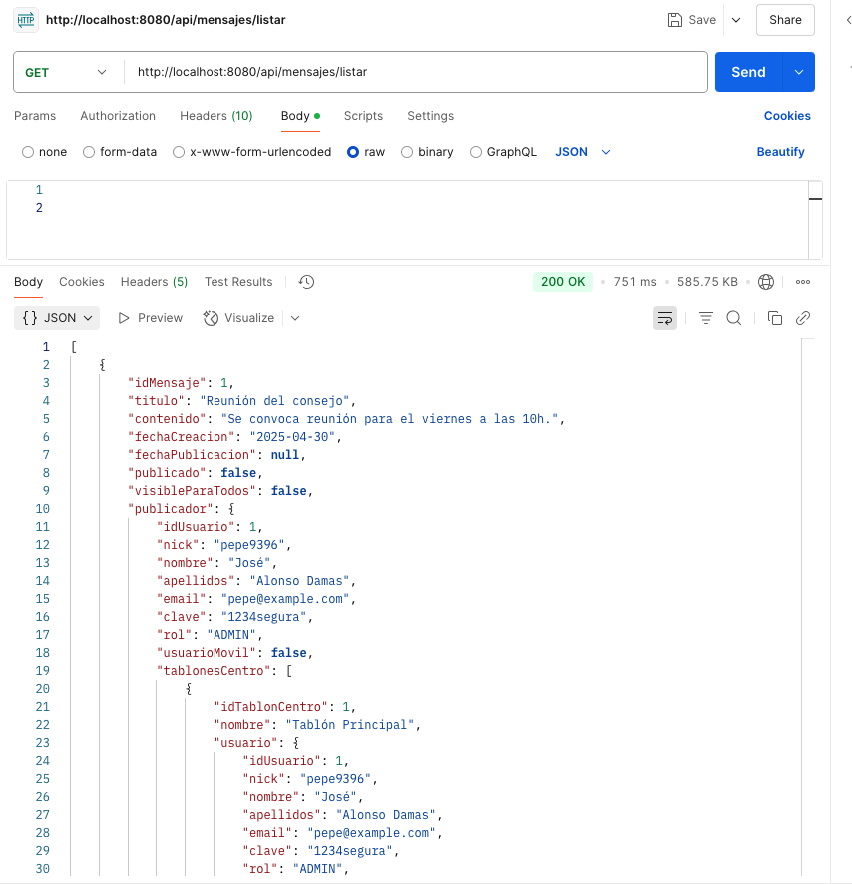 HTTP http://localhost:8080/api/mensajes/listar Save Share
GET http://localhost:8080/api/mensajes/listar Send
Params Authorization Headers (10) Body Scripts Settings Cookies
none form-data x-www-form-urlencoded raw binary GraphQL JSON Beautify
1
2
Body Cookies Headers (5) Test Results 200 OK 751 ms 585.75 KB
{} JSON Preview Visualize
1 [
2 {
3 "idMensaje": 1,
4 "titulo": "Reunión del consejo",
5 "contenido": "Se convoca reunión para el viernes a las 10h.",
6 "fechaCreacion": "2025-04-30",
7 "fechaPublicacion": null,
8 "publicado": false,
9 "visibleParaTodos": false,
10 "publicador": {
11 "idUsuario": 1,
12 "nick": "pepe9396",
13 "nombre": "José",
14 "apellidos": "Alonso Damas",
15 "email": "pepe@example.com",
16 "clave": "1234segura",
17 "rol": "ADMIN",
18 "usuarioMovil": false,
19 "tablonesCentro": [
20 {
21 "idTablonCentro": 1,
22 "nombre": "Tablón Principal",
23 "usuario": {
24 "idUsuario": 1,
25 "nick": "pepe9396",
26 "nombre": "José",
27 "apellidos": "Alonso Damas",
28 "email": "pepe@example.com",
29 "clave": "1234segura",
30 "rol": "ADMIN",